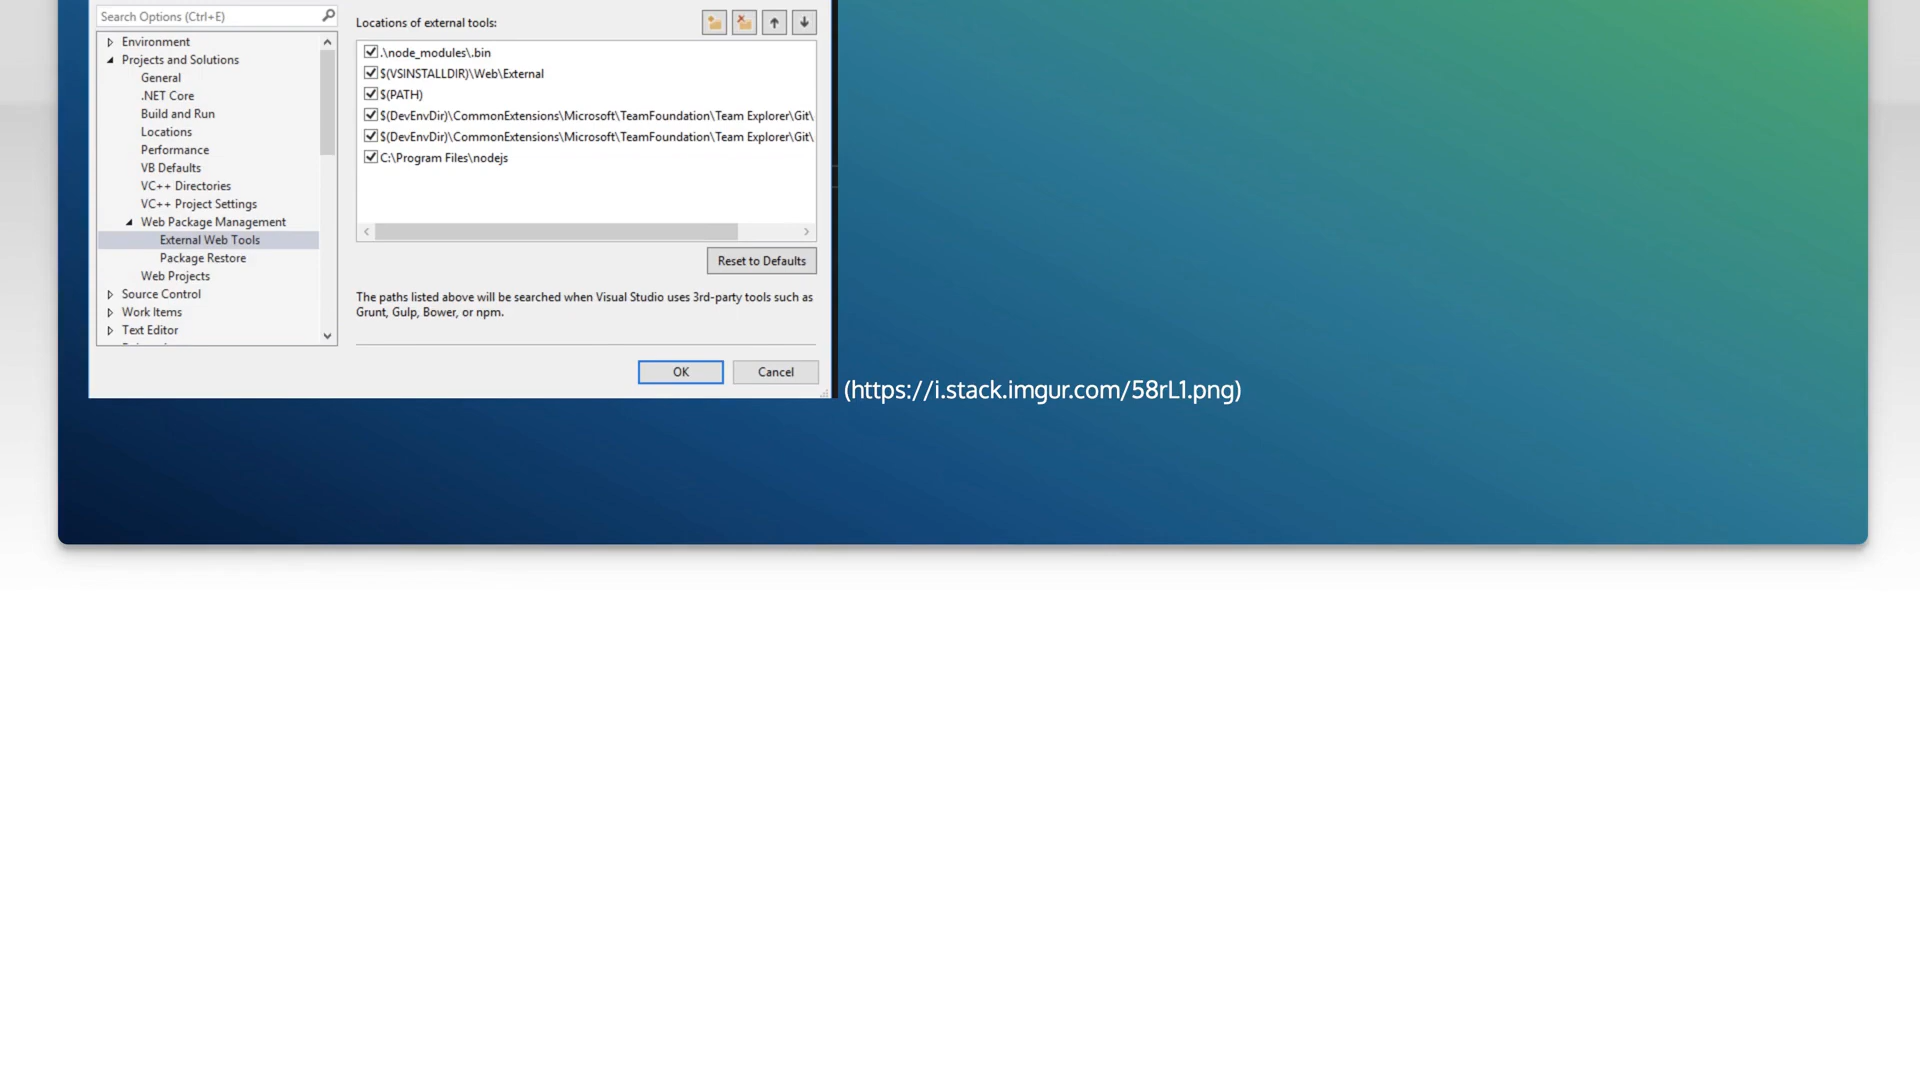 Search Options (Ctrl+E)
Environment
Projects and Solutions
General
.NET Core
Build and Run
Locations
Performance
VB Defaults
VC++ Directories
VC++ Project Settings
Web Package Management
External Web Tools
Package Restore
Web Projects
Source Control
Work Items
Text Editor
Locations of external tools:
.\node_modules\.bin
$(VSINSTALLDIR)\Web\External
$(PATH)
$(DevEnvDir)\CommonExtensions\Microsoft\TeamFoundation\Team Explorer\Git\
$(DevEnvDir)\CommonExtensions\Microsoft\TeamFoundation\Team Explorer\Git\
C:\Program Files\nodejs
Reset to Defaults
The paths listed above will be searched when Visual Studio uses 3rd-party tools such as
Grunt, Gulp, Bower, or npm.
OK
Cancel
(https://i.stack.imgur.com/58rL1.png)